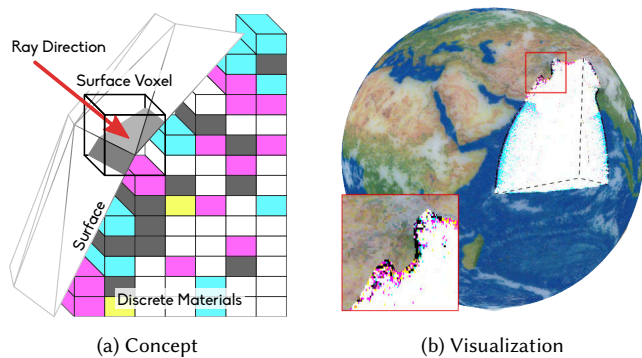 Ray Direction
Surface Voxel
Surface
Discrete Materials
(a) Concept
(b) Visualization